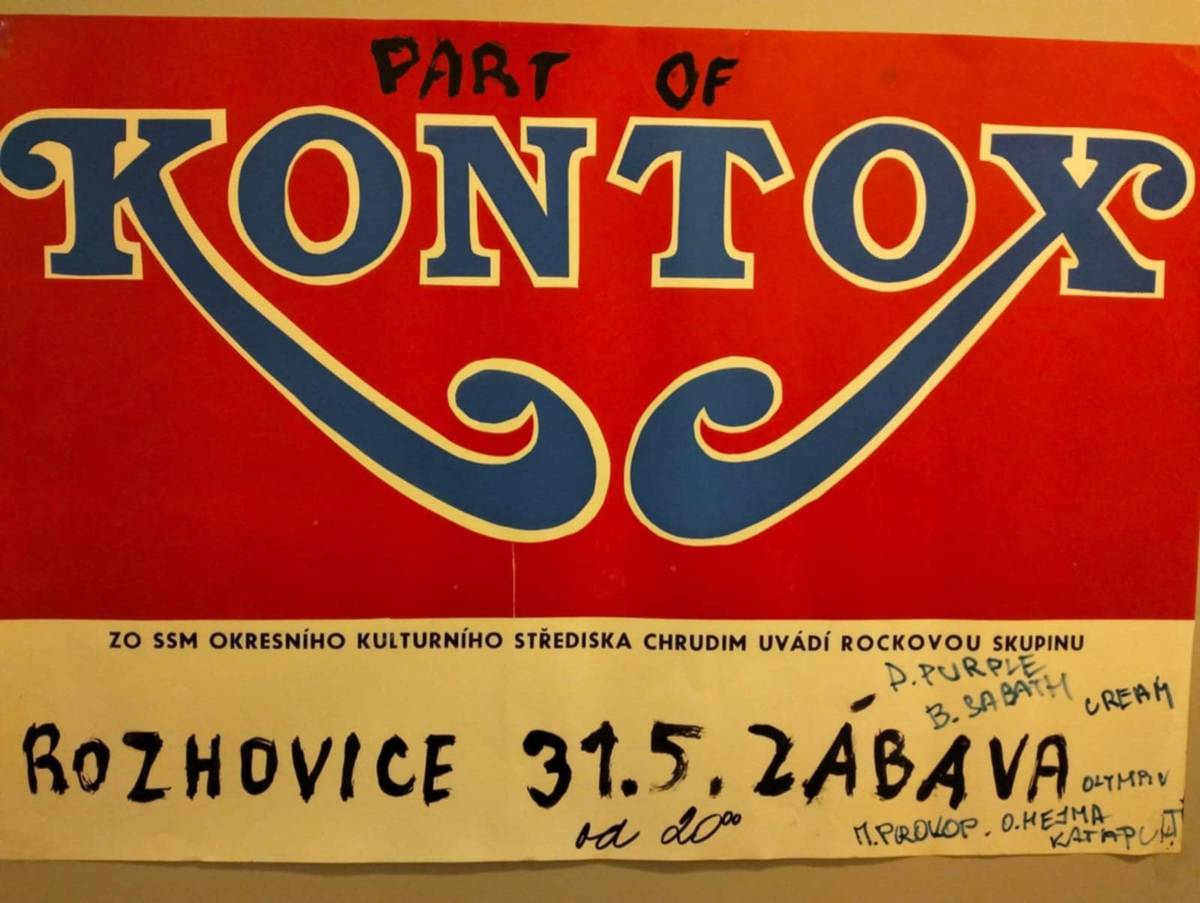 PART OF
KONTOX
ZO SSM OKRESNÍHO KULTURNÍHO STŘEDISKA CHRUDIM UVÁDÍ ROCKOVOU SKUPINU
D. PURPLE
B. SABATH CREAM
ROZHOVICE 31.5. ZÁBAVA
OLYMPIC
od 20⁰⁰ M. PROKOP. O. HEJMA
KATAPULT